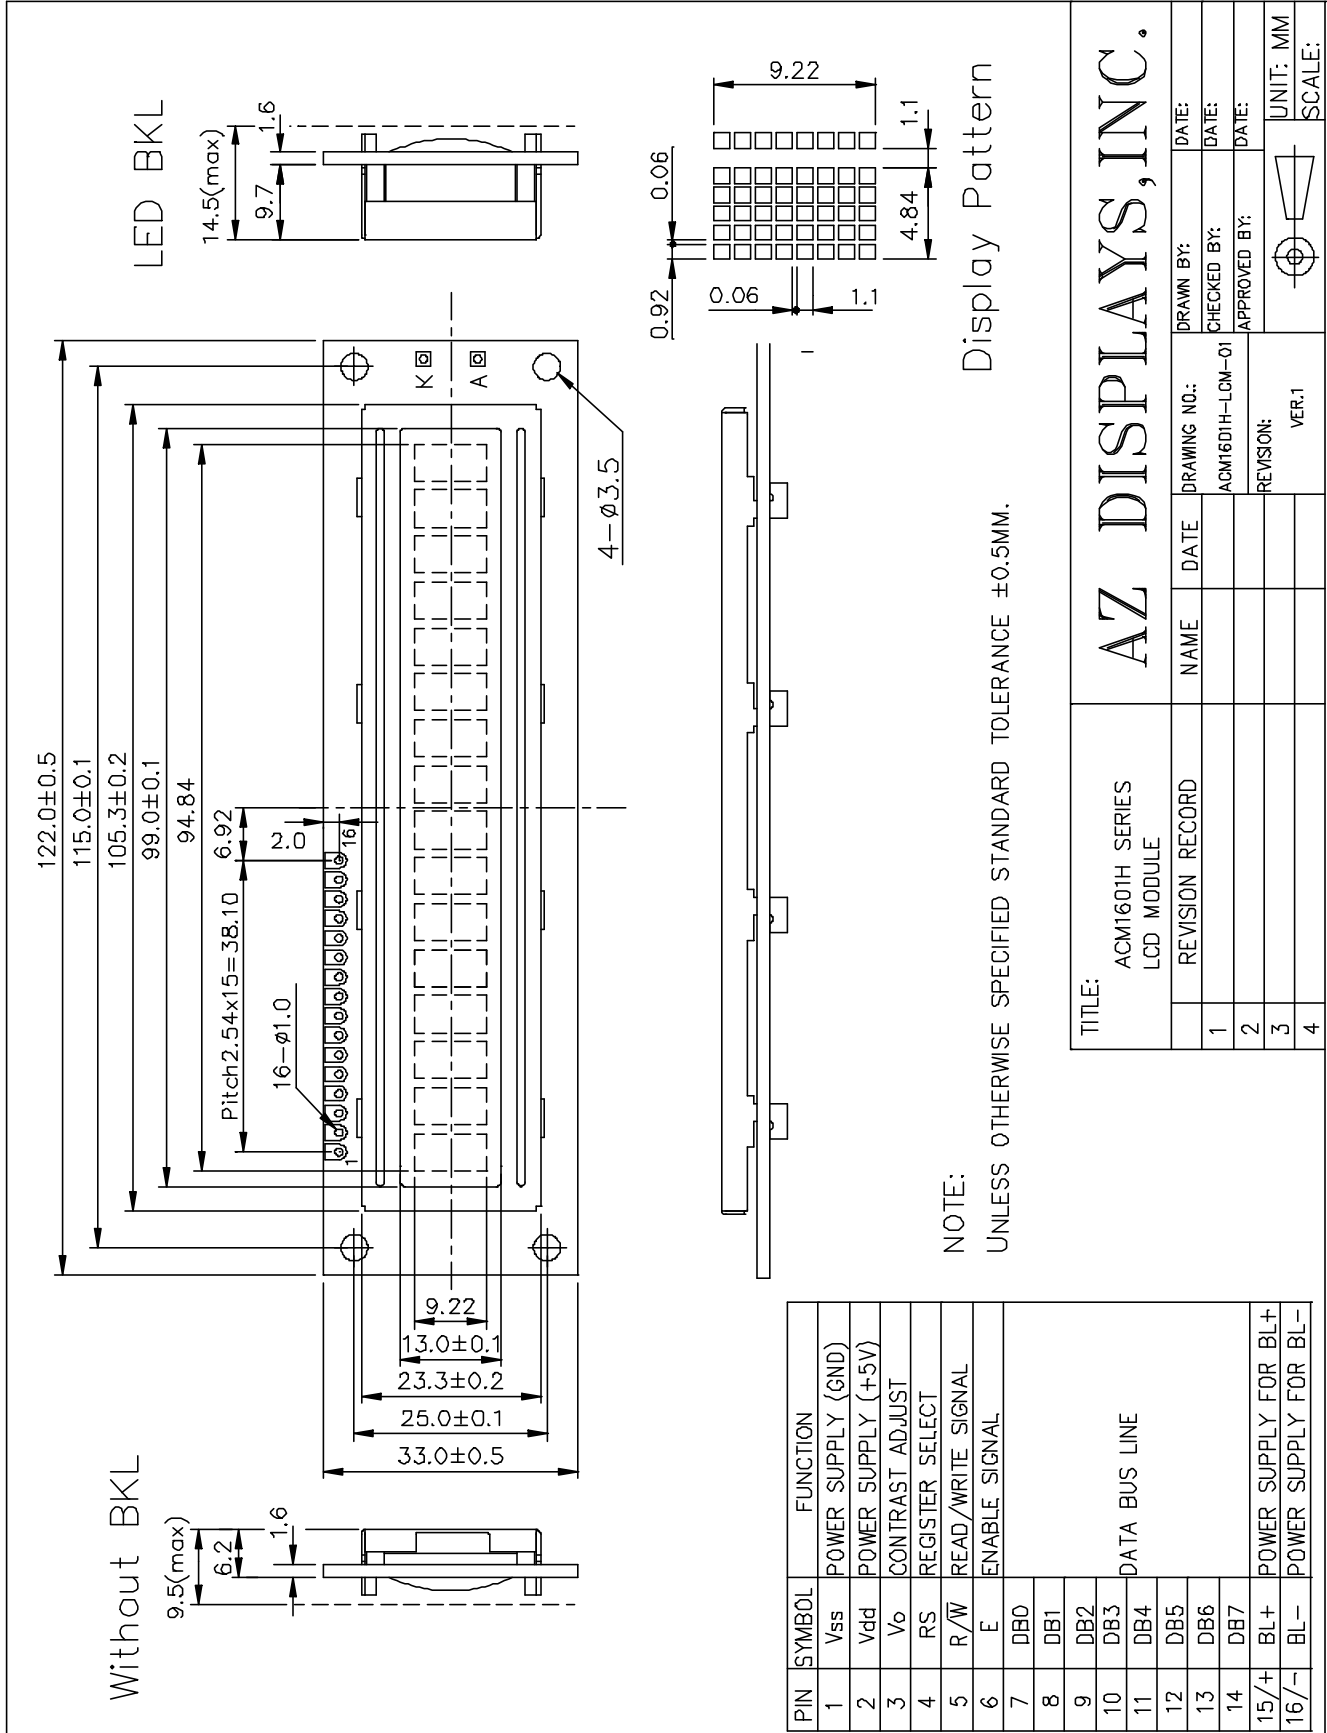 Without BKL
9.5(max)
6.2
1.6
122.0±0.5
115.0±0.1
105.3±0.2
99.0±0.1
94.84
6.92
2.0
Pitch2.54x15=38.10
16-ø1.0
1
16
K
A
4-ø3.5
9.22
13.0±0.1
23.3±0.2
25.0±0.1
33.0±0.5
LED BKL
14.5(max)
9.7
1.6
0.92
0.06
9.22
0.06
1.1
4.84
1.1
Display Pattern
NOTE:
UNLESS OTHERWISE SPECIFIED STANDARD TOLERANCE ±0.5MM.
PIN SYMBOL FUNCTION
1 Vss POWER SUPPLY (GND)
2 Vdd POWER SUPPLY (+5V)
3 Vo CONTRAST ADJUST
4 RS REGISTER SELECT
5 R/W̅ READ/WRITE SIGNAL
6 E ENABLE SIGNAL
7 DB0
8 DB1
9 DB2
10 DB3
11 DB4 DATA BUS LINE
12 DB5
13 DB6
14 DB7
15/+ BL+ POWER SUPPLY FOR BL+
16/- BL- POWER SUPPLY FOR BL-
TITLE:
ACM1601H SERIES
LCD MODULE
AZ DISPLAYS,INC.
REVISION RECORD NAME DATE
1
2
3
4
DRAWING NO.:
ACM1601H-LCM-01
REVISION:
VER.1
DRAWN BY: DATE:
CHECKED BY: DATE:
APPROVED BY: DATE:
UNIT: MM
SCALE: